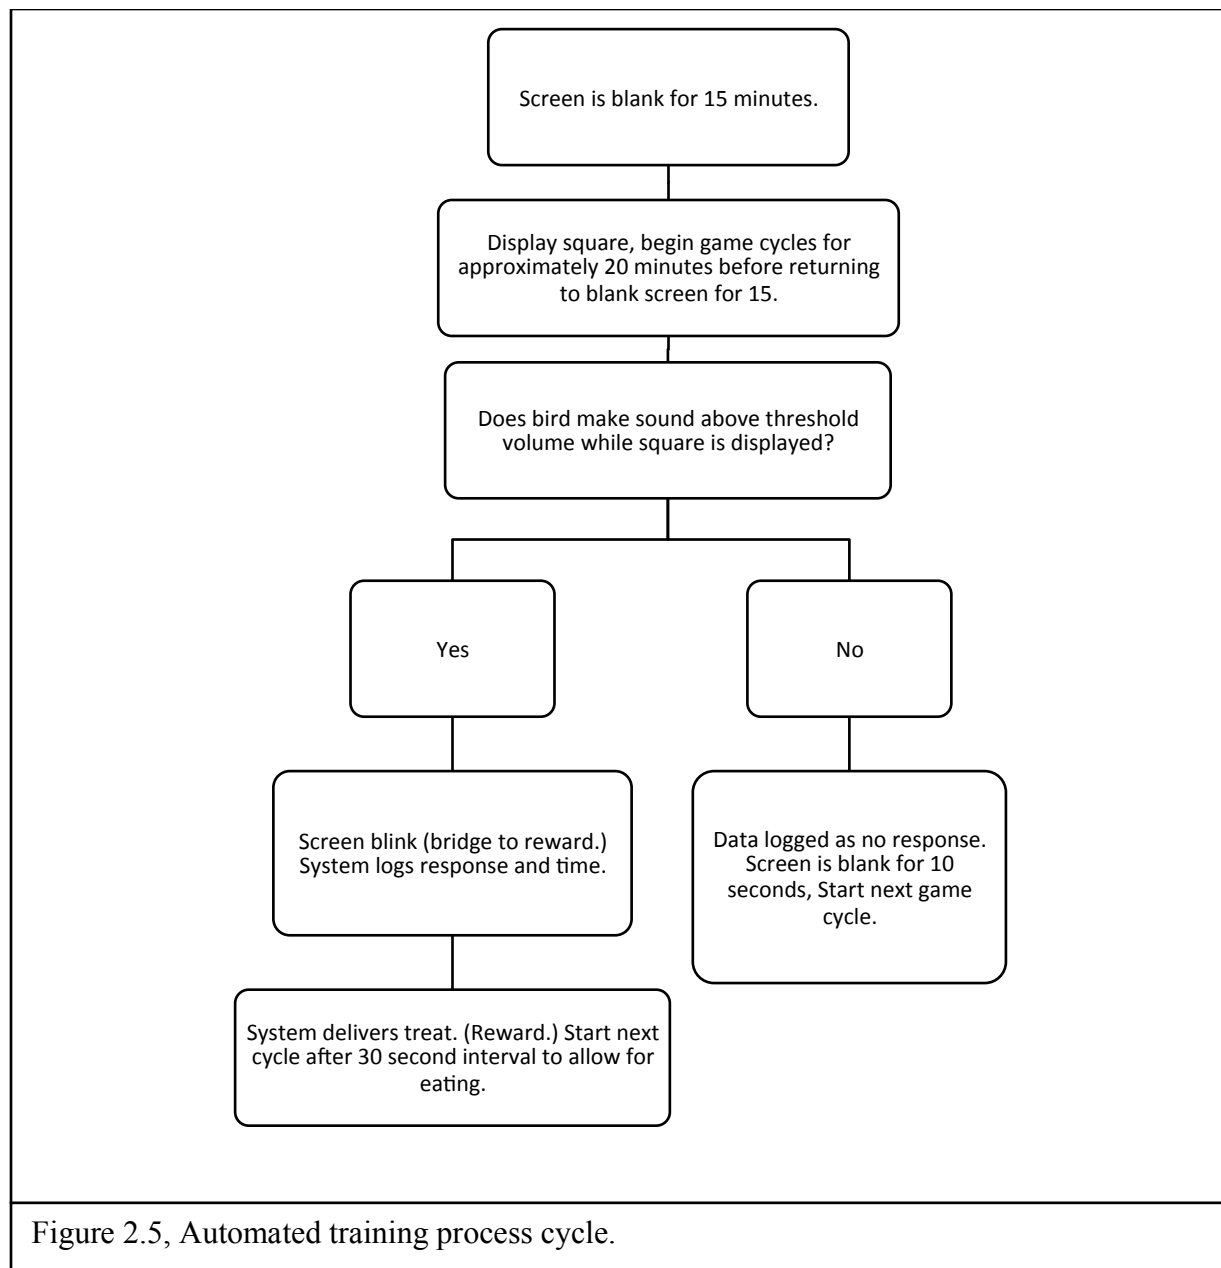 Screen is blank for 15 minutes.
Display square, begin game cycles for
approximately 20 minutes before returning
to blank screen for 15.
Does bird make sound above threshold
volume while square is displayed?
Yes
No
Screen blink (bridge to reward.)
System logs response and time.
Data logged as no response.
Screen is blank for 10
seconds, Start next game
cycle.
System delivers treat. (Reward.) Start next
cycle after 30 second interval to allow for
eating.
Figure 2.5, Automated training process cycle.